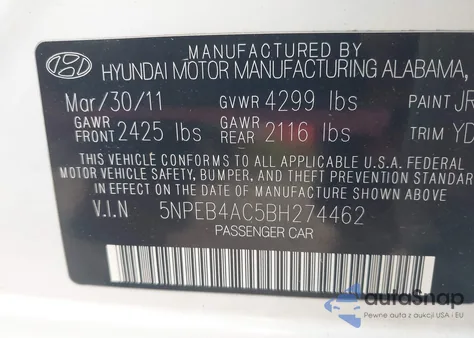 MANUFACTURED BY
HYUNDAI MOTOR MANUFACTURING ALABAMA,
Mar/30/11 GVWR 4299 lbs PAINT JR
GAWR FRONT 2425 lbs GAWR REAR 2116 lbs TRIM YD
THIS VEHICLE CONFORMS TO ALL APPLICABLE U.S.A. FEDERAL
MOTOR VEHICLE SAFETY, BUMPER, AND THEFT PREVENTION
IN EFFECT ON THE DATE OF MANUFACTURE SHOWN ABOVE.
V.I.N 5NPEB4AC5BH274462
PASSENGER CAR
autoSnap
Pewne auta z aukcji USA i EU